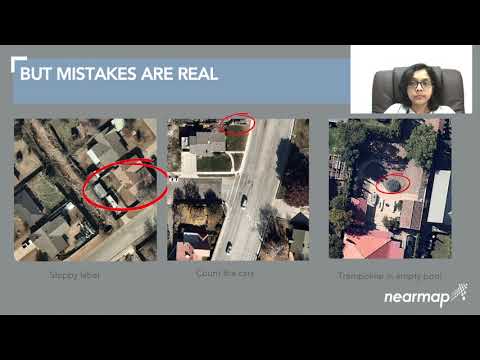 BUT MISTAKES ARE REAL
Sloppy label
Count the cars
Trampoline in empty pool
nearmap